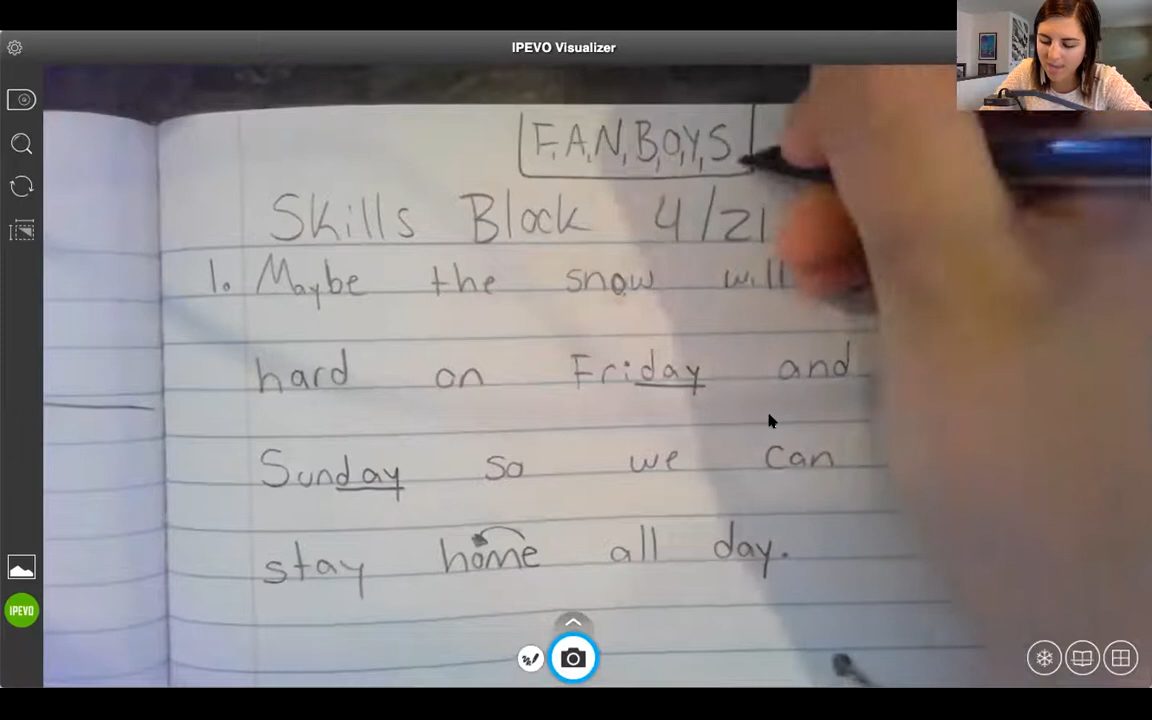 IPEVO Visualizer
F,A,N,B,O,Y,S
Skills Block 4/21
1. Maybe the snow will
hard on Friday and
Sunday so we can
stay home all day.
IPEVO